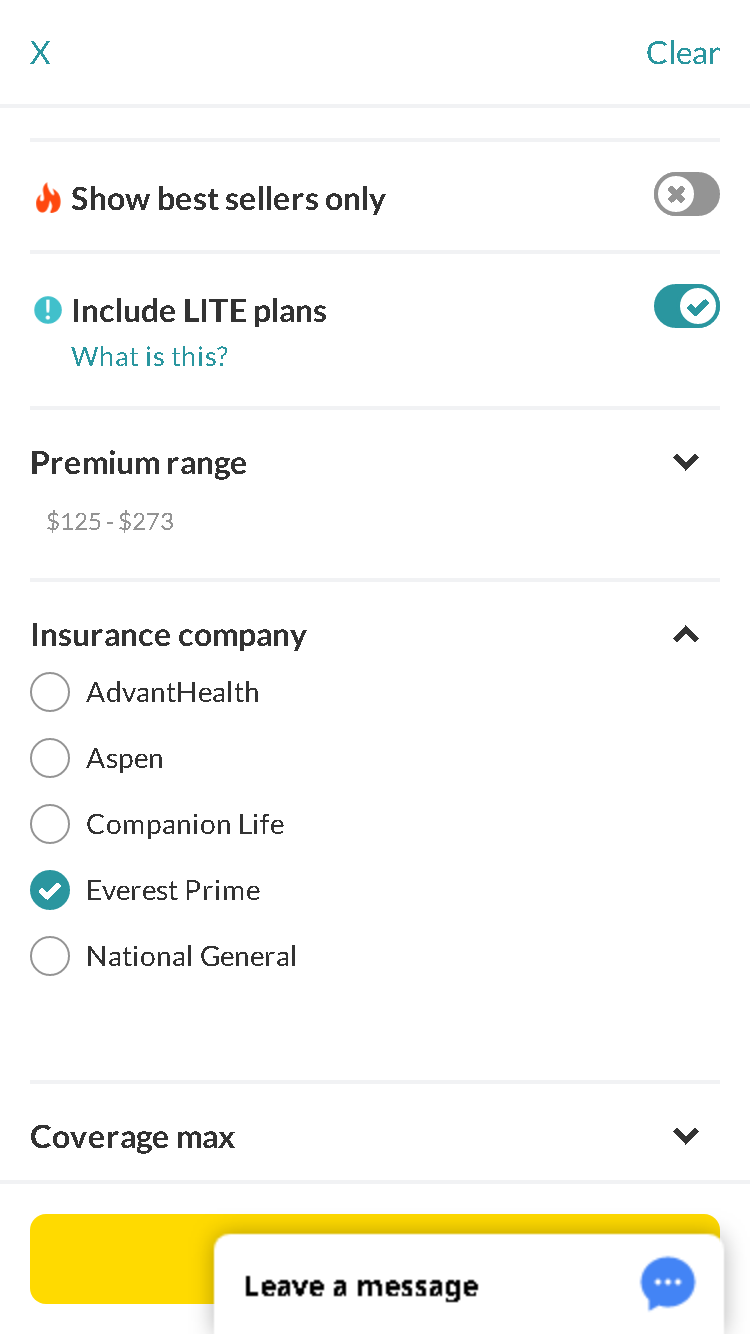 X
Clear
Show best sellers only
Include LITE plans
What is this?
Premium range
$125 - $273
Insurance company
AdvantHealth
Aspen
Companion Life
Everest Prime
National General
Coverage max
Leave a message